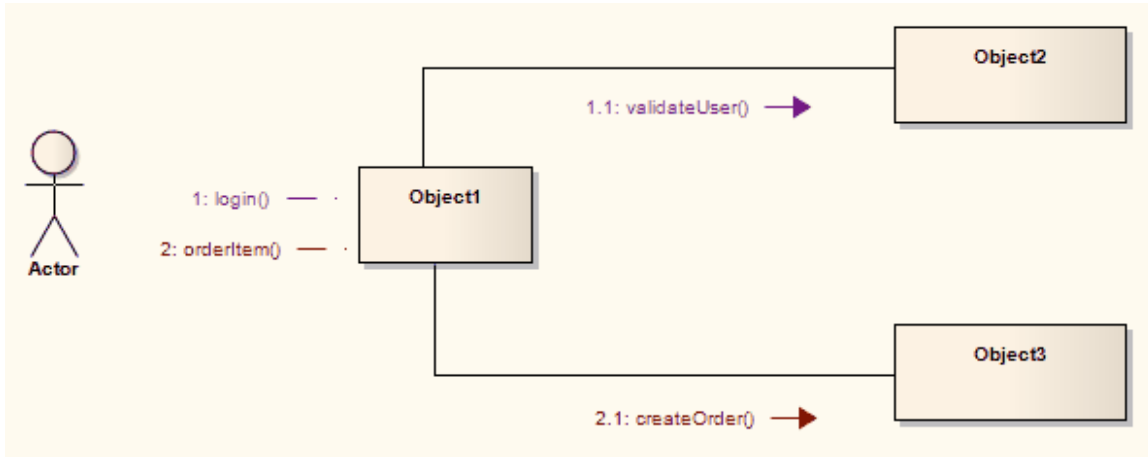 Object2
1.1: validateUser()
Object1
1: login()
2: orderItem()
Actor
Object3
2.1: createOrder()